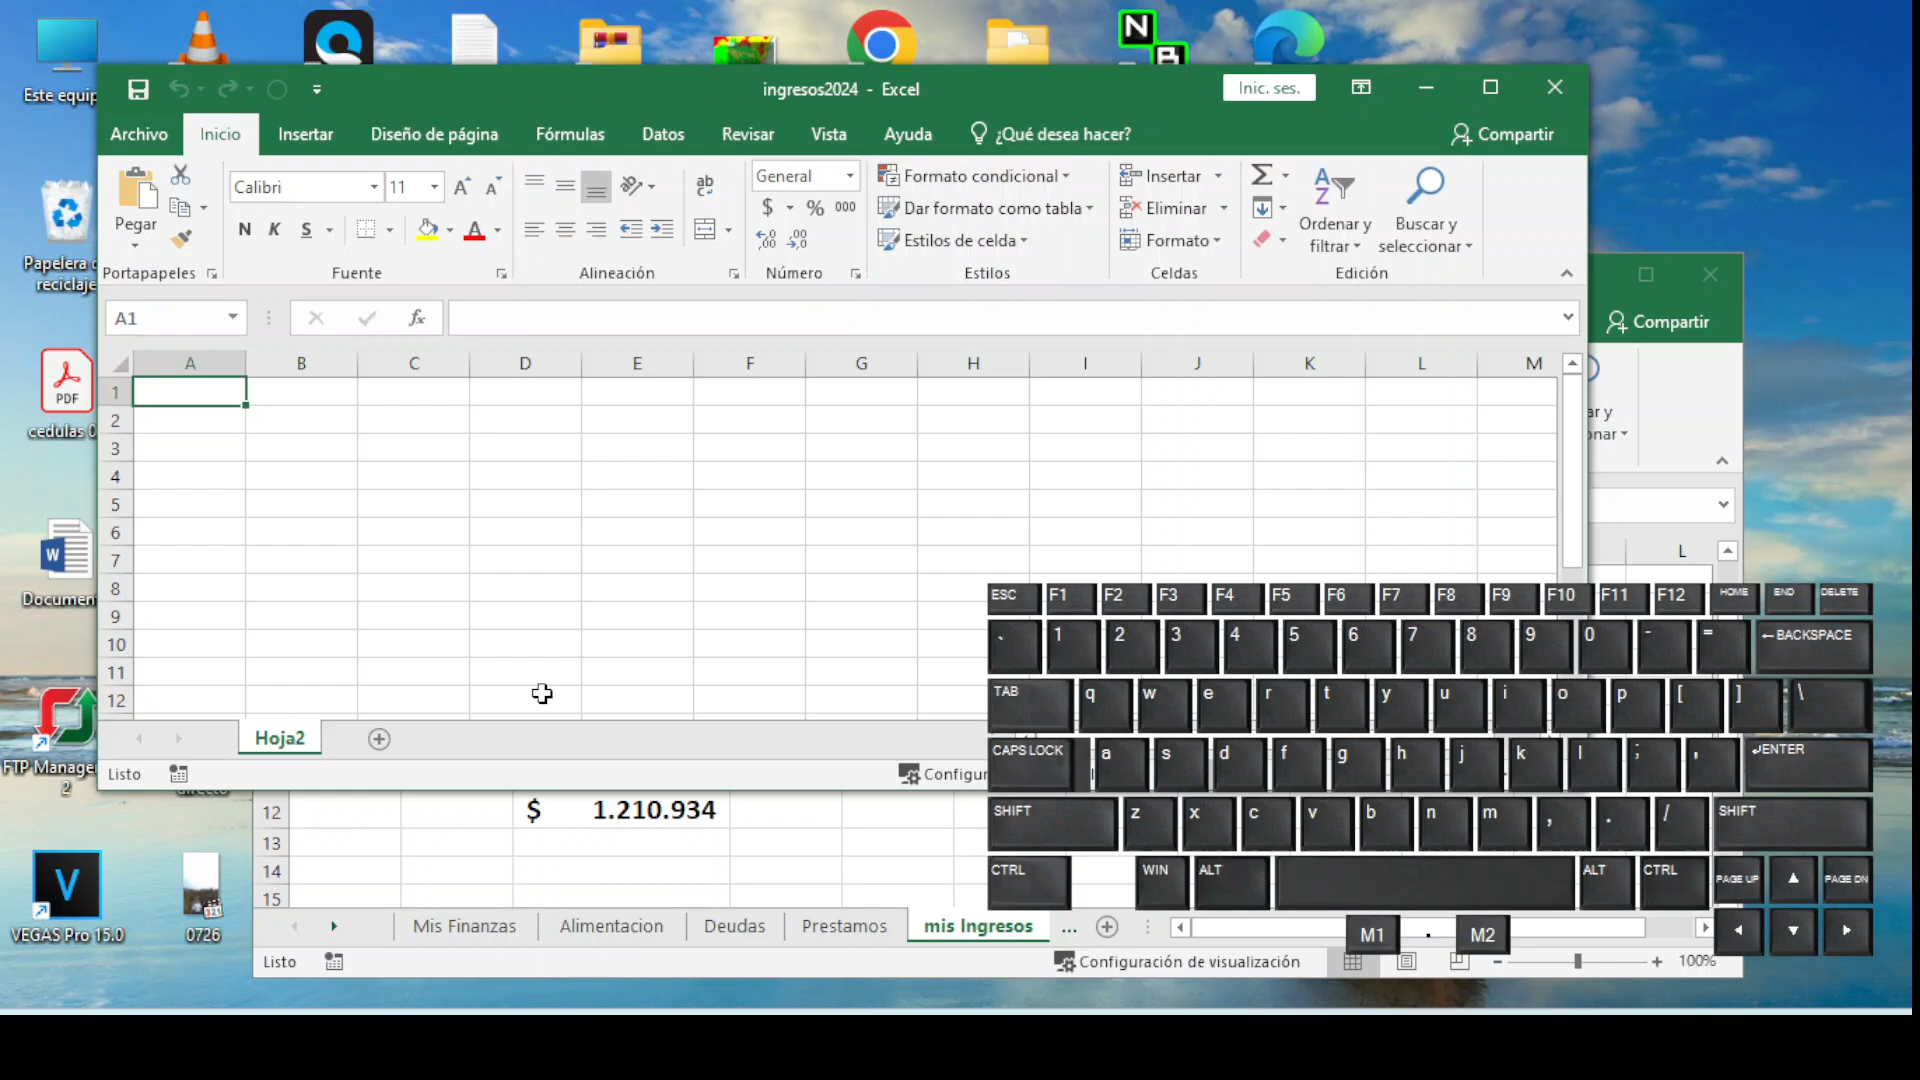 Este equip
ingresos2024 - Excel
Inic. ses.
Archivo Inicio Insertar Diseño de página Fórmulas Datos Revisar Vista Ayuda ¿Qué desea hacer? Compartir
Pegar
Calibri 11
General
N K S
$ % 000
Formato condicional
Dar formato como tabla
Estilos de celda
Insertar
Eliminar
Formato
Ordenar y filtrar
Buscar y seleccionar
Portapapeles Fuente Alineación Número Estilos Celdas Edición
Papelera d
reciclaje
Compartir
ar y
onar
A1 fx
A B C D E F G H I J K L M
1
2
3
4
5
6
7
8
9
10
11
12
L
PDF
cedulas 0
Document
FTP Manage
2
directo
VEGAS Pro 15.0
0726
Hoja2
Listo Configur
12 $ 1.210.934
13
14
15
Mis Finanzas Alimentacion Deudas Prestamos mis Ingresos ...
Listo Configuración de visualización 100%
ESC F1 F2 F3 F4 F5 F6 F7 F8 F9 F10 F11 F12 HOME END DELETE
` 1 2 3 4 5 6 7 8 9 0 - = ←BACKSPACE
TAB q w e r t y u i o p [ ] \
CAPS LOCK a s d f g h j k l ; ' ↲ENTER
SHIFT z x c v b n m , . / SHIFT
CTRL WIN ALT ALT CTRL PAGE UP ▲ PAGE DN
M1 . M2 ◄ ▼ ►